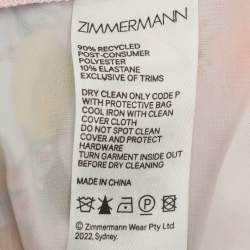 ZIMMERMANN
90% RECYCLED
POST-CONSUMER
POLYESTER
10% ELASTANE
EXCLUSIVE OF TRIMS
DRY CLEAN ONLY CODE P
WITH PROTECTIVE BAG
COOL IRON WITH CLEAN
COVER CLOTH
DO NOT SPOT CLEAN
COVER AND PROTECT
HARDWARE
TURN GARMENT INSIDE OUT
BEFORE DRY CLEANING
MADE IN CHINA
© Zimmermann Wear Pty Ltd
2022, Sydney.